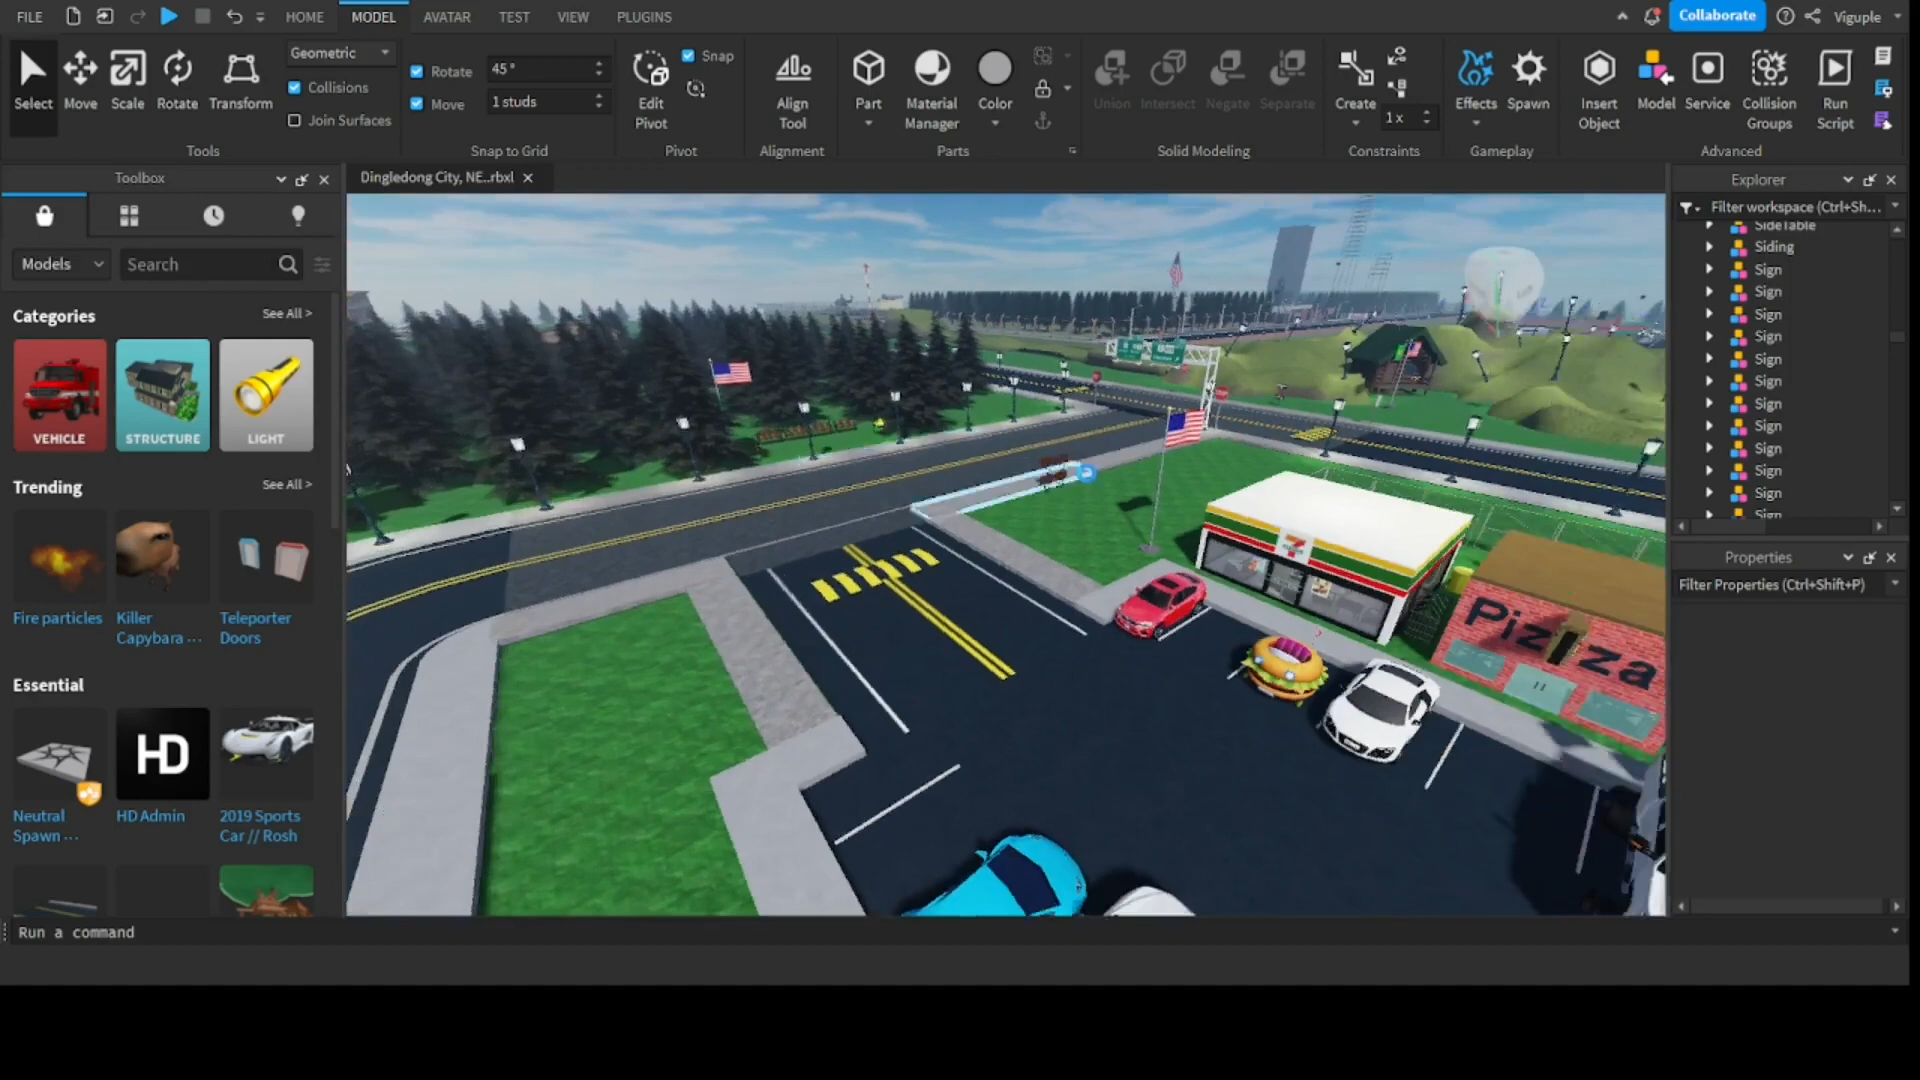 FILE HOME MODEL AVATAR TEST VIEW PLUGINS Collaborate Viguple
Select Move Scale Rotate Transform
Geometric
Collisions
Join Surfaces
Tools
Rotate 45 °
Move 1 studs
Snap to Grid
Edit Pivot
Snap
Pivot
Align Tool
Alignment
Part Material Manager Color
Parts
Union Intersect Negate Separate
Solid Modeling
Create 1 x
Constraints
Effects Spawn
Gameplay
Insert Object Model Service Collision Groups Run Script
Advanced
Toolbox
Models Search
Categories See All >
VEHICLE STRUCTURE LIGHT
Trending See All >
Fire particles
Killer Capybara ...
Teleporter Doors
Essential
HD
Neutral Spawn ...
HD Admin
2019 Sports Car // Rosh
Dingledong City, NE...rbxl
7
Pizza
Explorer
Filter workspace (Ctrl+Sh...
SideTable
Siding
Sign
Sign
Sign
Sign
Sign
Sign
Sign
Sign
Sign
Sign
Sign
Sign
Properties
Filter Properties (Ctrl+Shift+P)
Run a command